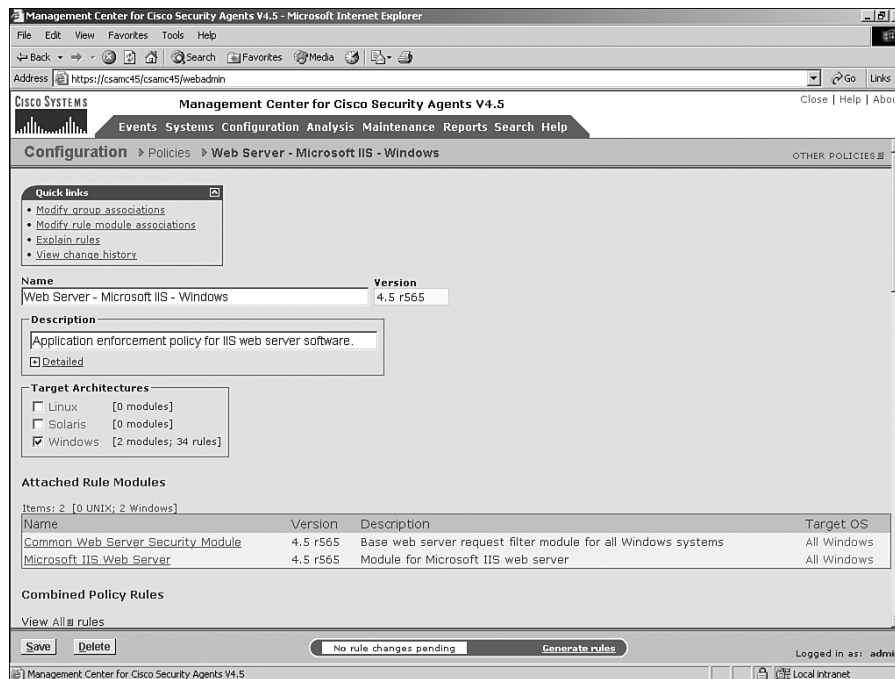 Management Center for Cisco Security Agents V4.5 - Microsoft Internet Explorer
File Edit View Favorites Tools Help
Back Search Favorites Media
Address https://csamc45/csamc45/webadmin Go Links
CISCO SYSTEMS
Management Center for Cisco Security Agents V4.5
Close | Help | Abou
Events Systems Configuration Analysis Maintenance Reports Search Help
Configuration Policies Web Server - Microsoft IIS - Windows
OTHER POLICIES
Quick links
• Modify group associations
• Modify rule module associations
• Explain rules
• View change history
Name Version
Web Server - Microsoft IIS - Windows 4.5 r565
Description
Application enforcement policy for IIS web server software.
Detailed
Target Architectures
Linux [0 modules]
Solaris [0 modules]
Windows [2 modules; 34 rules]
Attached Rule Modules
Items: 2 [0 UNIX; 2 Windows]
Name Version Description Target OS
Common Web Server Security Module 4.5 r565 Base web server request filter module for all Windows systems All Windows
Microsoft IIS Web Server 4.5 r565 Module for Microsoft IIS web server All Windows
Combined Policy Rules
View All rules
Save Delete No rule changes pending Generate rules
Logged in as: admi
Management Center for Cisco Security Agents V4.5 Local intranet